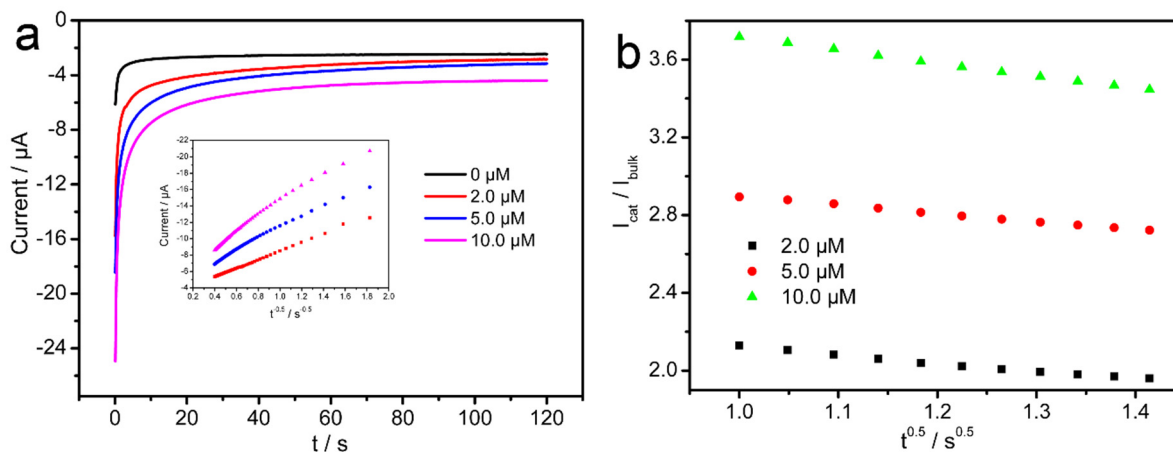 a
Current / µA
0
-4
-8
-12
-16
-20
-24
0 20 40 60 80 100 120
t / s
0 µM
2.0 µM
5.0 µM
10.0 µM
Current / µA
-22
-20
-18
-16
-14
-12
-10
-8
-6
-4
0.2 0.4 0.6 0.8 1.0 1.2 1.4 1.6 1.8 2.0
t^-0.5 / s^-0.5
b
I_cat / I_bulk
3.6
3.2
2.8
2.4
2.0
2.0 µM
5.0 µM
10.0 µM
1.0 1.1 1.2 1.3 1.4
t^0.5 / s^0.5